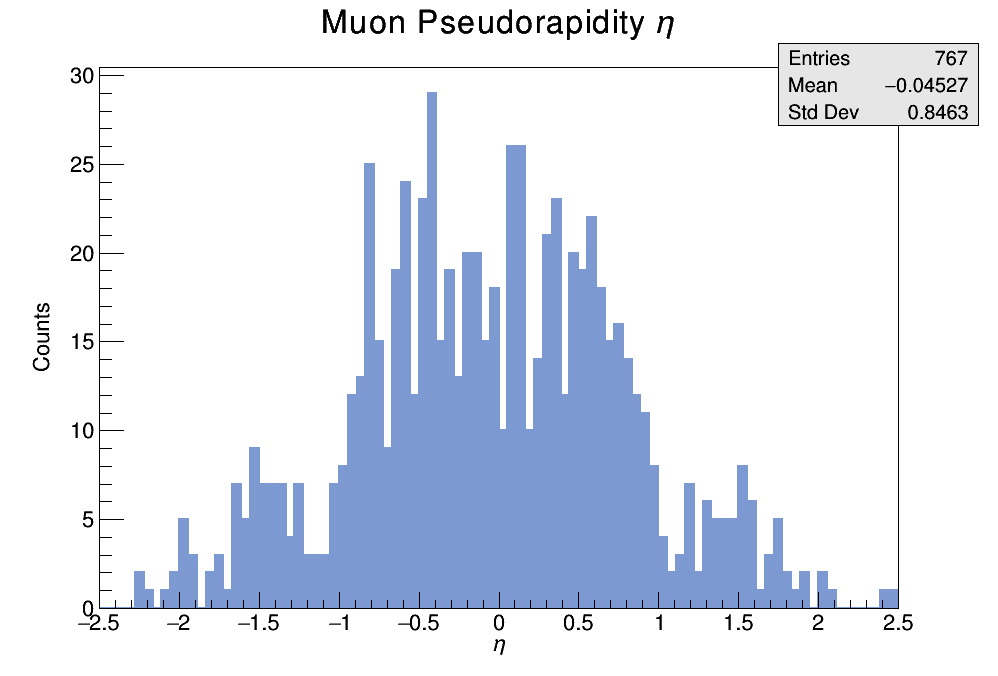 Muon Pseudorapidity η
Entries 767
Mean −0.04527
Std Dev 0.8463
Counts
30
25
20
15
10
5
0
−2.5 −2 −1.5 −1 −0.5 0 0.5 1 1.5 2 2.5
η